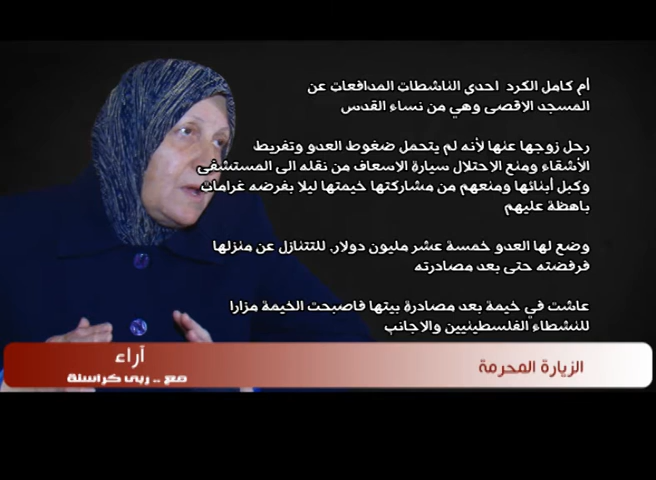 أم كامل الكرد احدى الناشطات المدافعات عن
المسجد الاقصى وهي من نساء القدس
رحل زوجها عنها لأنه لم يتحمل ضغوط العدو وتفريط
الأشقاء ومنع الاحتلال سيارة الاسعاف من نقله الى المستشفى
وكبل أبنائها ومنعهم من مشاركتها خيمتها ليلا بفرضه غرامات
باهظة عليهم
وضع لها العدو خمسة عشر مليون دولار. للتتنازل عن منزلها
فرفضته حتى بعد مصادرته
عاشت في خيمة بعد مصادرة بيتها فاصبحت الخيمة مزارا
للنشطاء الفلسطينيين والاجانب
الزيارة المحرمة
آراء
مع .. ربى كراسنة